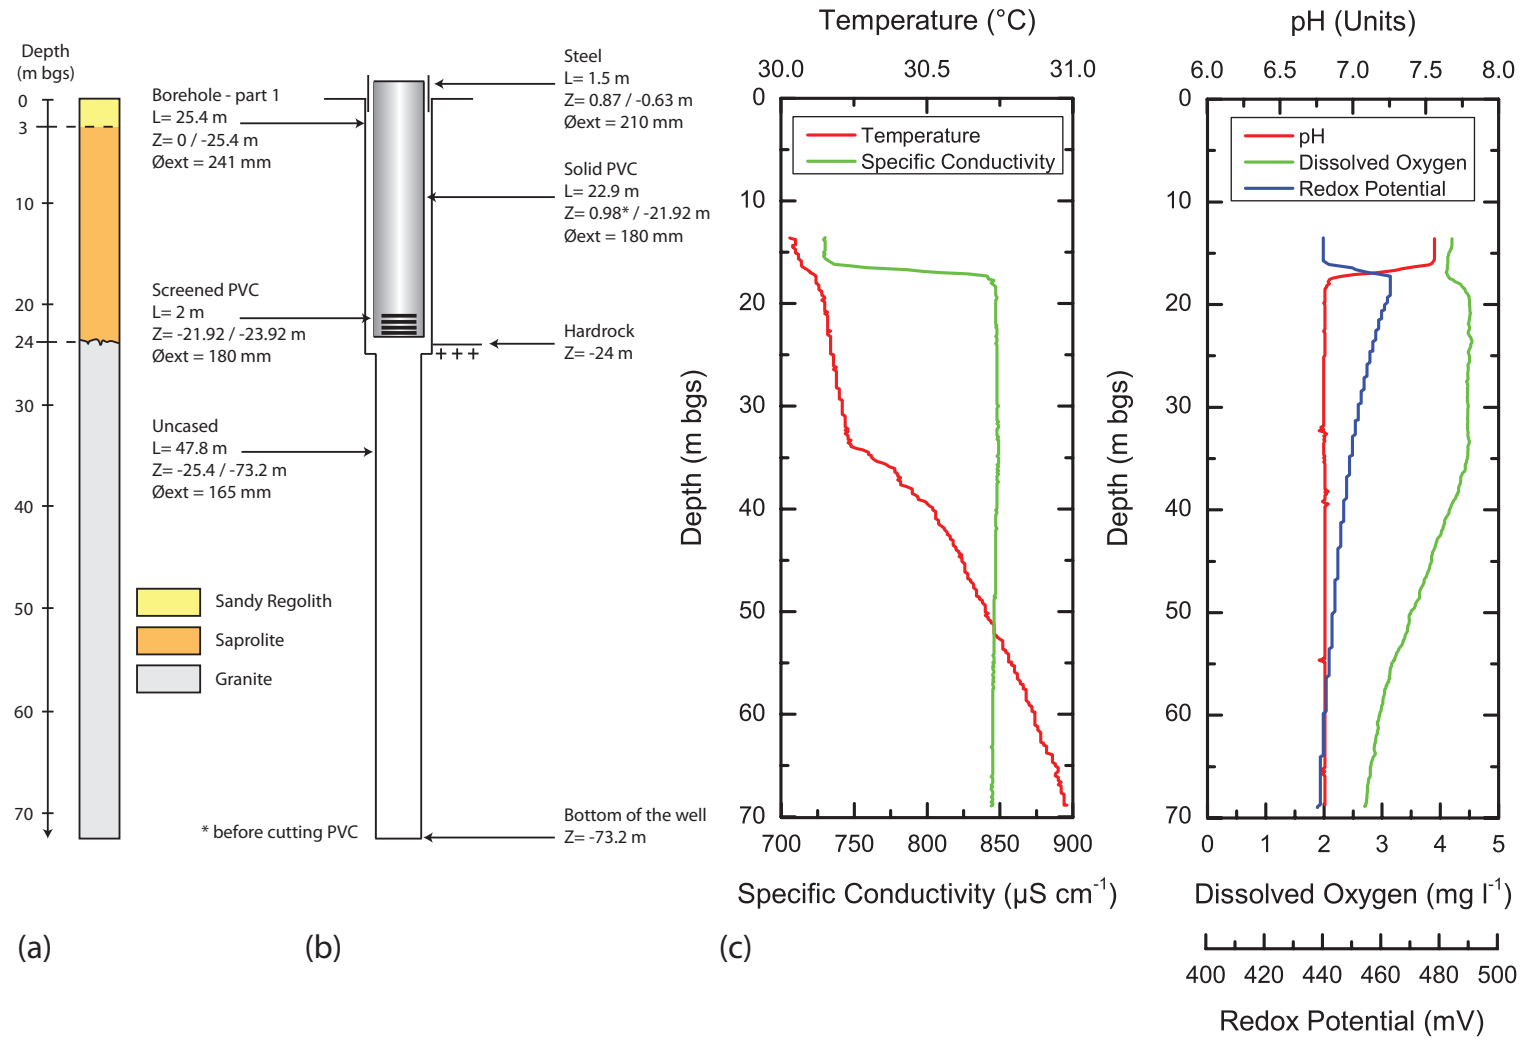 Depth
(m bgs)
0
3
10
20
24
30
40
50
60
70
Sandy Regolith
Saprolite
Granite
(a)
Borehole - part 1
L= 25.4 m
Z= 0 / -25.4 m
Øext = 241 mm
Screened PVC
L= 2 m
Z= -21.92 / -23.92 m
Øext = 180 mm
Uncased
L= 47.8 m
Z= -25.4 / -73.2 m
Øext = 165 mm
* before cutting PVC
Steel
L= 1.5 m
Z= 0.87 / -0.63 m
Øext = 210 mm
Solid PVC
L= 22.9 m
Z= 0.98* / -21.92 m
Øext = 180 mm
Hardrock
Z= -24 m
+ + +
Bottom of the well
Z= -73.2 m
(b)
Temperature (°C)
30.0 30.5 31.0
Temperature
Specific Conductivity
Depth (m bgs)
0
10
20
30
40
50
60
70
700 750 800 850 900
Specific Conductivity (µS cm-1)
(c)
pH (Units)
6.0 6.5 7.0 7.5 8.0
pH
Dissolved Oxygen
Redox Potential
Depth (m bgs)
0
10
20
30
40
50
60
70
0 1 2 3 4 5
Dissolved Oxygen (mg l-1)
400 420 440 460 480 500
Redox Potential (mV)